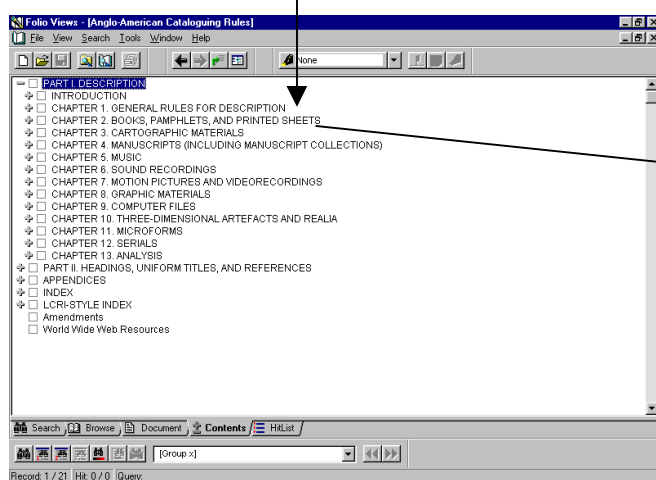 Folio Views - [Anglo-American Cataloguing Rules]
File View Search Tools Window Help
None
PART I. DESCRIPTION
INTRODUCTION
CHAPTER 1. GENERAL RULES FOR DESCRIPTION
CHAPTER 2. BOOKS, PAMPHLETS, AND PRINTED SHEETS
CHAPTER 3. CARTOGRAPHIC MATERIALS
CHAPTER 4. MANUSCRIPTS (INCLUDING MANUSCRIPT COLLECTIONS)
CHAPTER 5. MUSIC
CHAPTER 6. SOUND RECORDINGS
CHAPTER 7. MOTION PICTURES AND VIDEORECORDINGS
CHAPTER 8. GRAPHIC MATERIALS
CHAPTER 9. COMPUTER FILES
CHAPTER 10. THREE-DIMENSIONAL ARTEFACTS AND REALIA
CHAPTER 11. MICROFORMS
CHAPTER 12. SERIALS
CHAPTER 13. ANALYSIS
PART II. HEADINGS, UNIFORM TITLES, AND REFERENCES
APPENDICES
INDEX
LCRI-STYLE INDEX
Amendments
World Wide Web Resources
Search Browse Document Contents HitList
[Group x]
Record: 1 / 21 Hit: 0 / 0 Query: